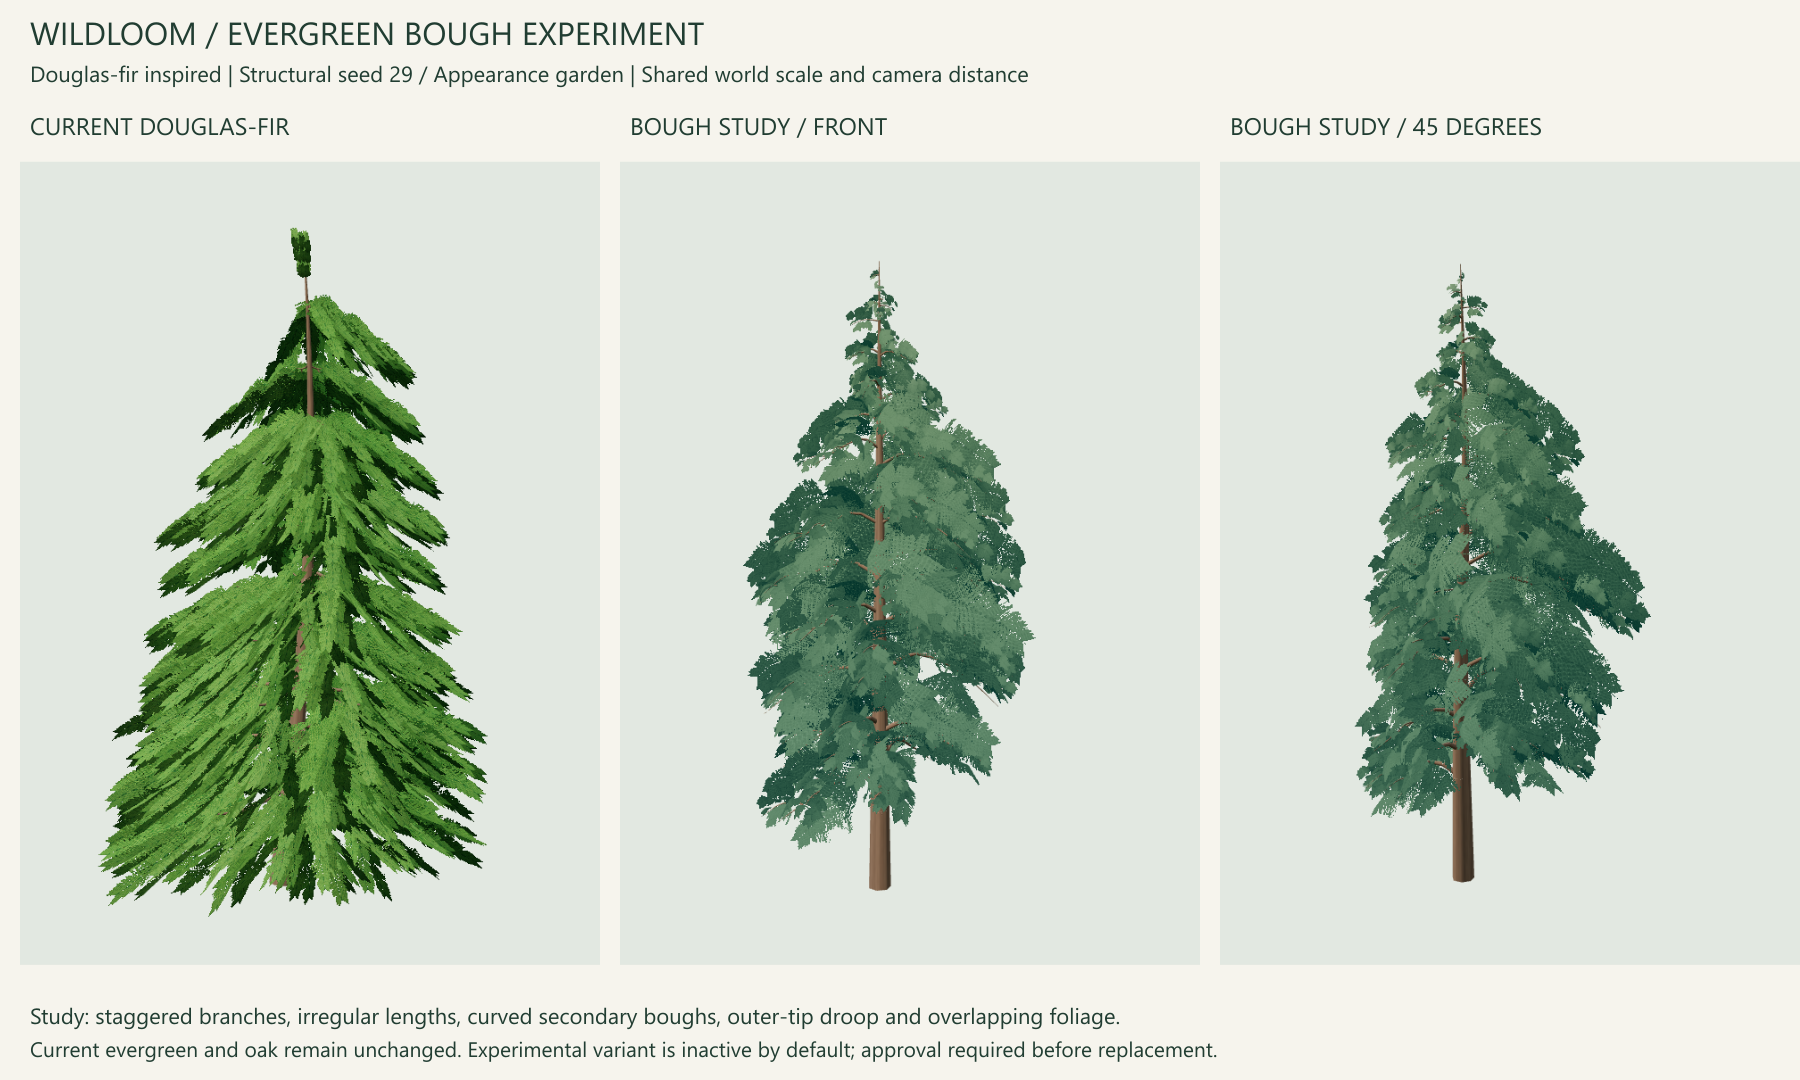 WILDLOOM / EVERGREEN BOUGH EXPERIMENT
Douglas-fir inspired | Structural seed 29 / Appearance garden | Shared world scale and camera distance
CURRENT DOUGLAS-FIR
BOUGH STUDY / FRONT
BOUGH STUDY / 45 DEGREES
Study: staggered branches, irregular lengths, curved secondary boughs, outer-tip droop and overlapping foliage.
Current evergreen and oak remain unchanged. Experimental variant is inactive by default; approval required before replacement.